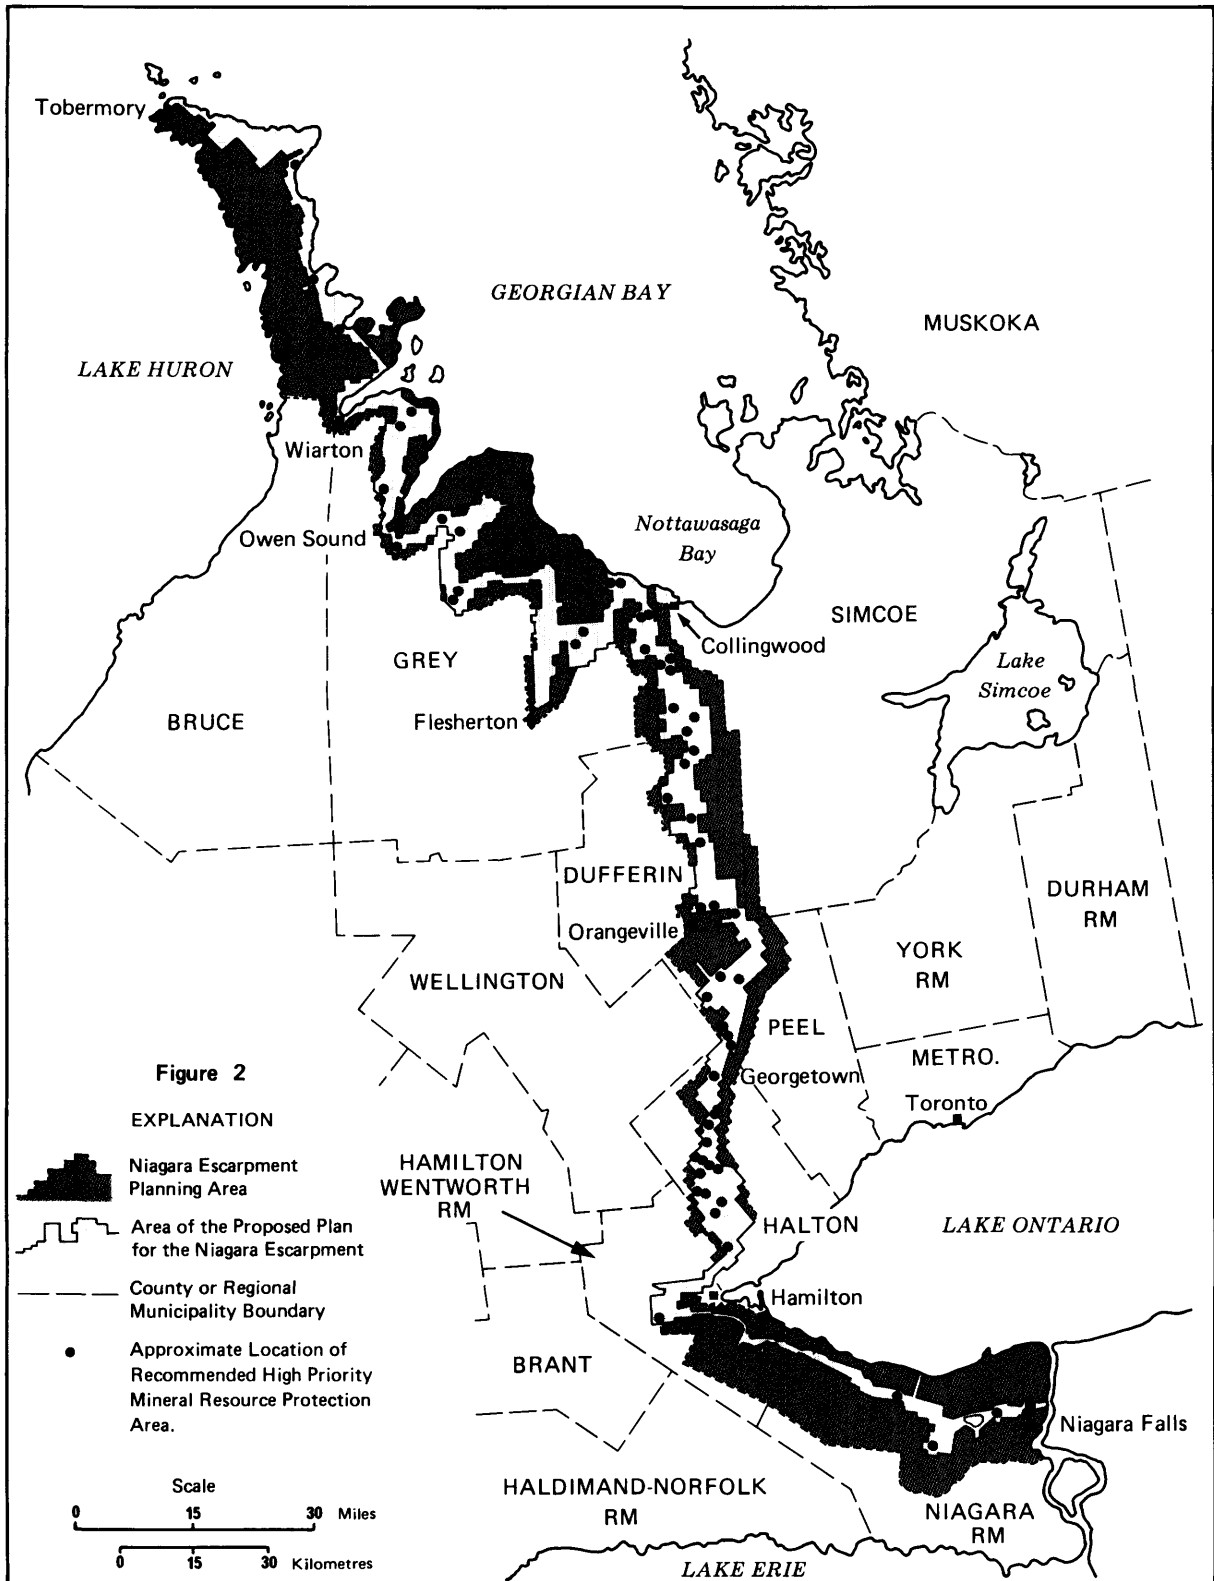 Tobermory
GEORGIAN BAY
MUSKOKA
LAKE HURON
Wiarton
Owen Sound
Nottawasaga
Bay
SIMCOE
Collingwood
Lake
Simcoe
GREY
BRUCE
Flesherton
DUFFERIN
Orangeville
DURHAM
RM
YORK
RM
WELLINGTON
PEEL
METRO.
Georgetown
Toronto
Figure 2
EXPLANATION
Niagara Escarpment
Planning Area
Area of the Proposed Plan
for the Niagara Escarpment
County or Regional
Municipality Boundary
Approximate Location of
Recommended High Priority
Mineral Resource Protection
Area.
HAMILTON
WENTWORTH
RM
HALTON
LAKE ONTARIO
Hamilton
BRANT
Niagara Falls
HALDIMAND-NORFOLK
RM
NIAGARA
RM
LAKE ERIE
Scale
0 15 30 Miles
0 15 30 Kilometres